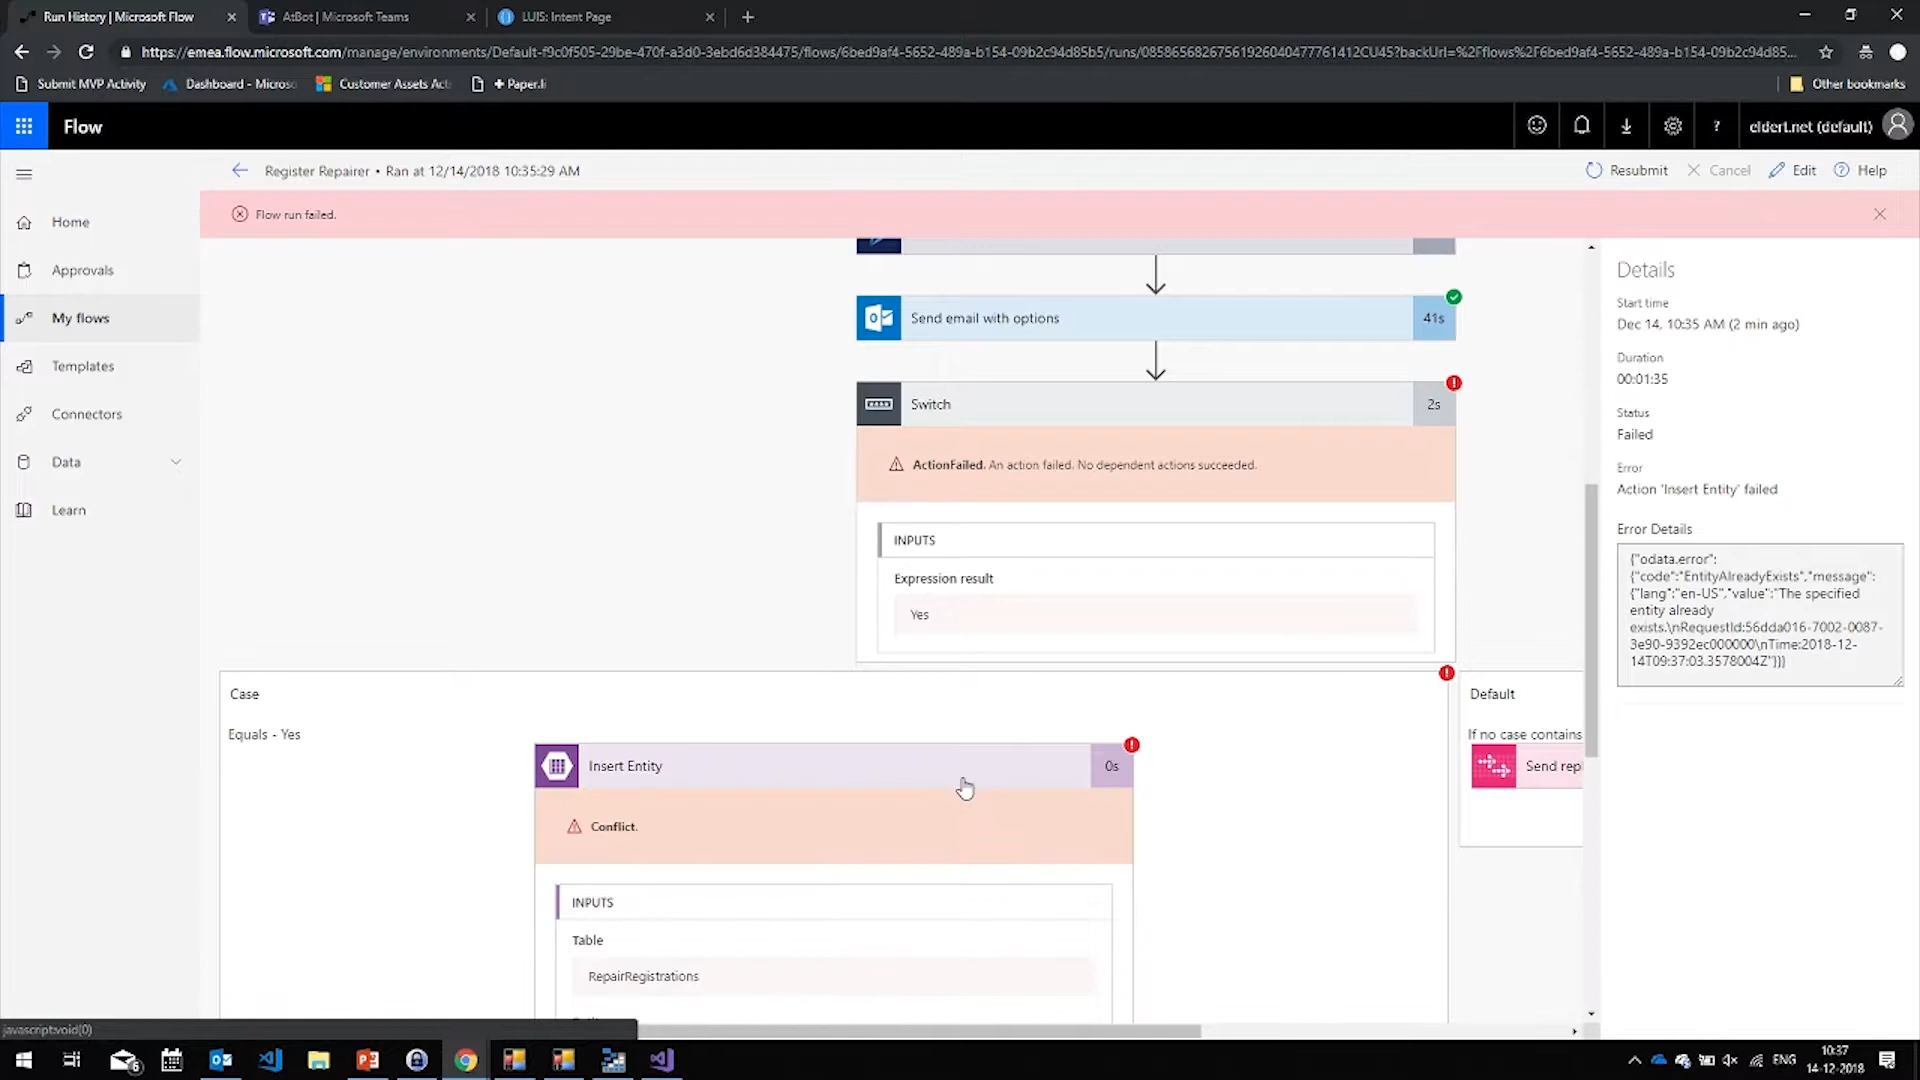 Run History | Microsoft Flow
AtBot | Microsoft Teams
LUIS: Intent Page
https://emea.flow.microsoft.com/manage/environments/Default-f9c0f505-29be-470f-a3d0-3ebd6d384475/flows/6bed9af4-5652-489a-b154-09b2c94d85b5/runs/08586568267561926040477761412CU45?backUrl=%2Fflows%2F6bed9af4-5652-489a-b154-09b2c94d85...
Submit MVP Activity
Dashboard - Microso
Customer Assets Act
+ Paper.li
Other bookmarks
Flow
?
eldert.net (default)
Register Repairer • Ran at 12/14/2018 10:35:29 AM
Resubmit
Cancel
Edit
Help
Flow run failed.
Home
Approvals
My flows
Templates
Connectors
Data
Learn
Send email with options
41s
Switch
2s
ActionFailed. An action failed. No dependent actions succeeded.
INPUTS
Expression result
Yes
Case
Equals - Yes
Insert Entity
0s
Conflict.
INPUTS
Table
RepairRegistrations
Default
If no case contains
Send repl
Details
Start time
Dec 14, 10:35 AM (2 min ago)
Duration
00:01:35
Status
Failed
Error
Action 'Insert Entity' failed
Error Details
{"odata.error":
{"code":"EntityAlreadyExists","message":
{"lang":"en-US","value":"The specified
entity already
exists.\nRequestId:56dda016-7002-0087-
3e90-9392ec000000\nTime:2018-12-
14T09:37:03.3578004Z"}}}
javascript:void(0)
6
ENG
10:37
14-12-2018